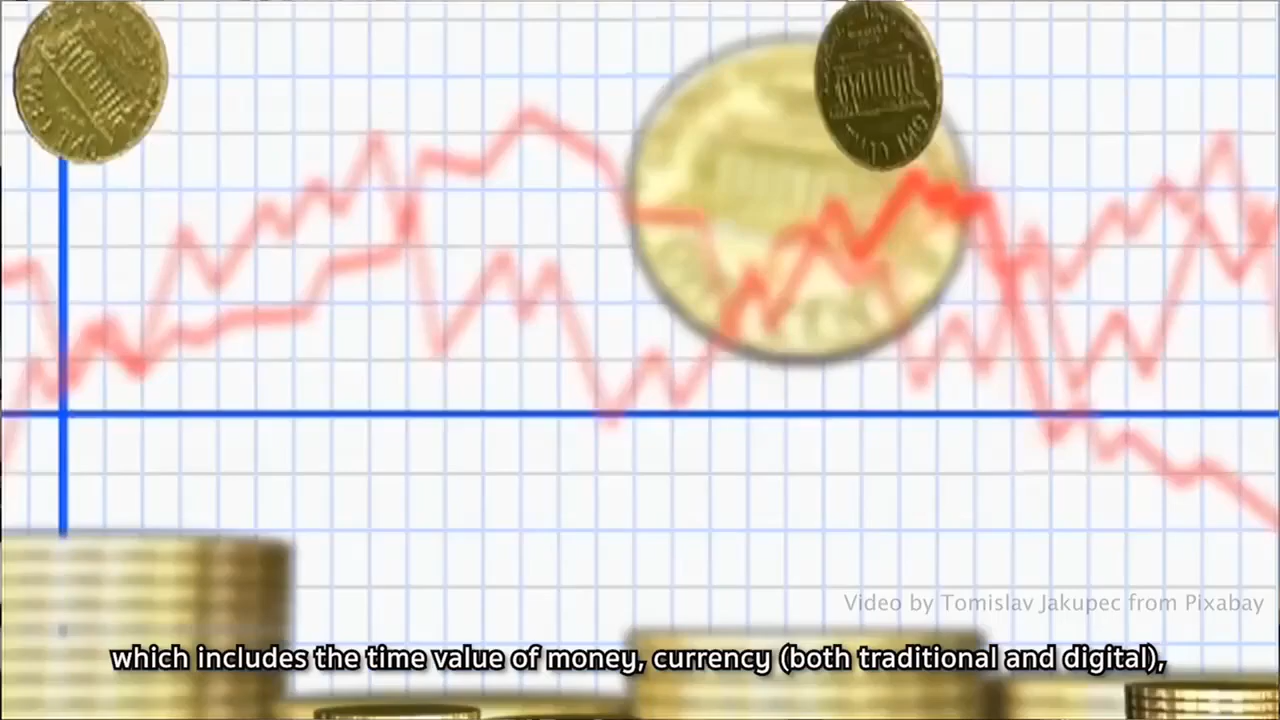 Video by Tomislav Jakupec from Pixabay
which includes the time value of money, currency (both traditional and digital),